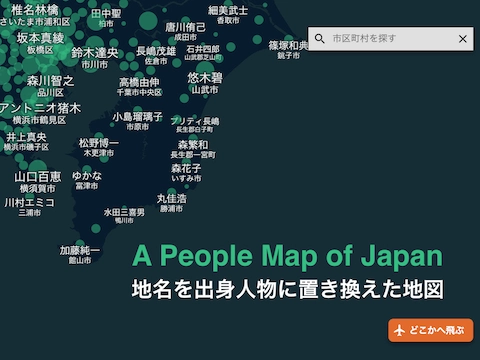 椎名林檎
さいたま市浦和区
田中聖
柏市
細美武士
香取市
唐川侑己
成田市
坂本真綾
板橋区
鈴木達央
市川市
長嶋茂雄
佐倉市
石井四郎
山武郡芝山町
篠塚和典
銚子市
市区町村を探す
森川智之
品川区
高橋由伸
千葉市中央区
悠木碧
山武市
アントニオ猪木
横浜市鶴見区
小島瑠璃子
市原市
プリティ長嶋
長生郡白子町
井上真央
横浜市磯子区
松野博一
木更津市
森繁和
長生郡一宮町
山口百恵
横須賀市
ゆかな
富津市
森花子
いすみ市
川村エミコ
三浦市
水田三喜男
鴨川市
丸佳浩
勝浦市
加藤純一
館山市
A People Map of Japan
地名を出身人物に置き換えた地図
どこかへ飛ぶ